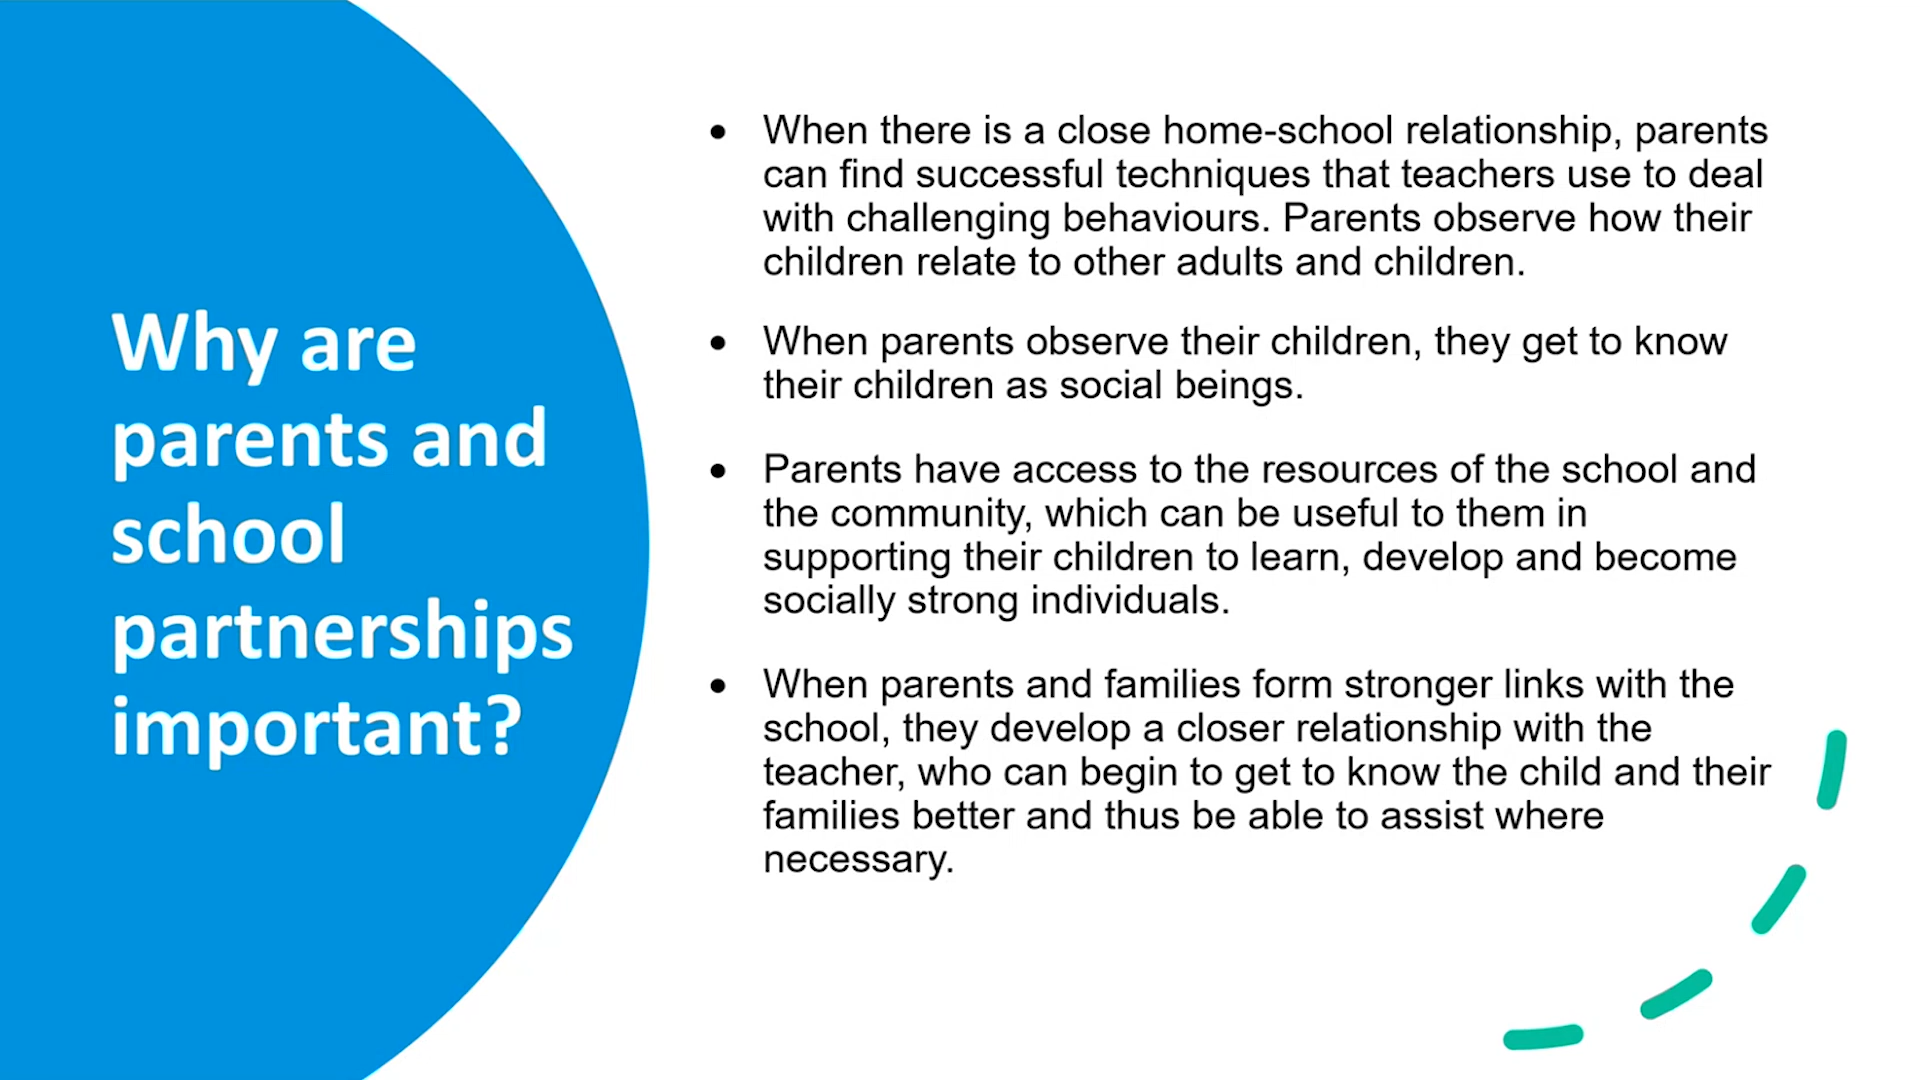 Why are
parents and
school
partnerships
important?
• When there is a close home-school relationship, parents
can find successful techniques that teachers use to deal
with challenging behaviours. Parents observe how their
children relate to other adults and children.
• When parents observe their children, they get to know
their children as social beings.
• Parents have access to the resources of the school and
the community, which can be useful to them in
supporting their children to learn, develop and become
socially strong individuals.
• When parents and families form stronger links with the
school, they develop a closer relationship with the
teacher, who can begin to get to know the child and their
families better and thus be able to assist where
necessary.